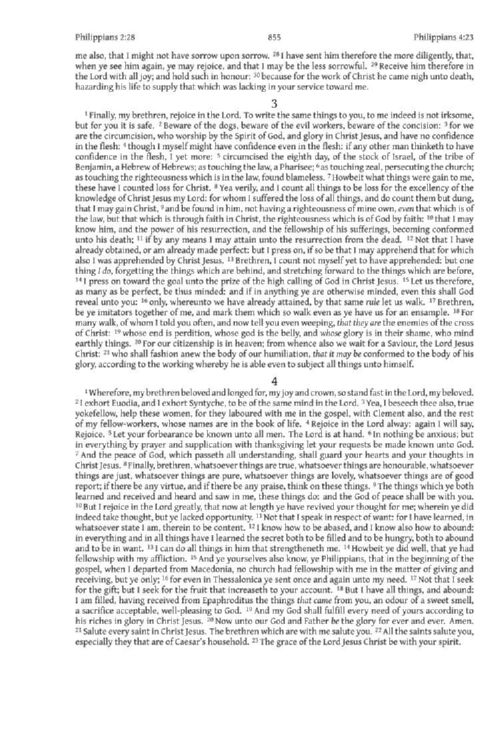 Philippians 2:28 855 Philippians 4:23
me also, that I might not have sorrow upon sorrow. 28 I have sent him therefore the more diligently, that,
when ye see him again, ye may rejoice, and that I may be the less sorrowful. 29 Receive him therefore in
the Lord with all joy; and hold such in honour: 30 because for the work of Christ he came nigh unto death,
hazarding his life to supply that which was lacking in your service toward me.
3
1 Finally, my brethren, rejoice in the Lord. To write the same things to you, to me indeed is not irksome,
but for you it is safe. 2 Beware of the dogs, beware of the evil workers, beware of the concision: 3 for we
are the circumcision, who worship by the Spirit of God, and glory in Christ Jesus, and have no confidence
in the flesh: 4 though I myself might have confidence even in the flesh: if any other man thinketh to have
confidence in the flesh, I yet more: 5 circumcised the eighth day, of the stock of Israel, of the tribe of
Benjamin, a Hebrew of Hebrews; as touching the law, a Pharisee; 6 as touching zeal, persecuting the church;
as touching the righteousness which is in the law, found blameless. 7 Howbeit what things were gain to me,
these have I counted loss for Christ. 8 Yea verily, and I count all things to be loss for the excellency of the
knowledge of Christ Jesus my Lord: for whom I suffered the loss of all things, and do count them but dung,
that I may gain Christ, 9 and be found in him, not having a righteousness of mine own, even that which is of
the law, but that which is through faith in Christ, the righteousness which is of God by faith: 10 that I may
know him, and the power of his resurrection, and the fellowship of his sufferings, becoming conformed
unto his death; 11 if by any means I may attain unto the resurrection from the dead. 12 Not that I have
already obtained, or am already made perfect: but I press on, if so be that I may apprehend that for which
also I was apprehended by Christ Jesus. 13 Brethren, I count not myself yet to have apprehended: but one
thing I do, forgetting the things which are behind, and stretching forward to the things which are before,
14 I press on toward the goal unto the prize of the high calling of God in Christ Jesus. 15 Let us therefore,
as many as be perfect, be thus minded: and if in anything ye are otherwise minded, even this shall God
reveal unto you: 16 only, whereunto we have already attained, by that same rule let us walk. 17 Brethren,
be ye imitators together of me, and mark them which so walk even as ye have us for an ensample. 18 For
many walk, of whom I told you often, and now tell you even weeping, that they are the enemies of the cross
of Christ: 19 whose end is perdition, whose god is the belly, and whose glory is in their shame, who mind
earthly things. 20 For our citizenship is in heaven; from whence also we wait for a Saviour, the Lord Jesus
Christ: 21 who shall fashion anew the body of our humiliation, that it may be conformed to the body of his
glory, according to the working whereby he is able even to subject all things unto himself.
4
1 Wherefore, my brethren beloved and longed for, my joy and crown, so stand fast in the Lord, my beloved.
2 I exhort Euodia, and I exhort Syntyche, to be of the same mind in the Lord. 3 Yea, I beseech thee also, true
yokefellow, help these women, for they laboured with me in the gospel, with Clement also, and the rest
of my fellow-workers, whose names are in the book of life. 4 Rejoice in the Lord alway: again I will say,
Rejoice. 5 Let your forbearance be known unto all men. The Lord is at hand. 6 In nothing be anxious; but
in everything by prayer and supplication with thanksgiving let your requests be made known unto God.
7 And the peace of God, which passeth all understanding, shall guard your hearts and your thoughts in
Christ Jesus. 8 Finally, brethren, whatsoever things are true, whatsoever things are honourable, whatsoever
things are just, whatsoever things are pure, whatsoever things are lovely, whatsoever things are of good
report; if there be any virtue, and if there be any praise, think on these things. 9 The things which ye both
learned and received and heard and saw in me, these things do: and the God of peace shall be with you.
10 But I rejoice in the Lord greatly, that now at length ye have revived your thought for me; wherein ye did
indeed take thought, but ye lacked opportunity. 11 Not that I speak in respect of want: for I have learned, in
whatsoever state I am, therein to be content. 12 I know how to be abased, and I know also how to abound:
in everything and in all things have I learned the secret both to be filled and to be hungry, both to abound
and to be in want. 13 I can do all things in him that strengtheneth me. 14 Howbeit ye did well, that ye had
fellowship with my affliction. 15 And ye yourselves also know, ye Philippians, that in the beginning of the
gospel, when I departed from Macedonia, no church had fellowship with me in the matter of giving and
receiving, but ye only; 16 for even in Thessalonica ye sent once and again unto my need. 17 Not that I seek
for the gift; but I seek for the fruit that increaseth to your account. 18 But I have all things, and abound:
I am filled, having received from Epaphroditus the things that came from you, an odour of a sweet smell,
a sacrifice acceptable, well-pleasing to God. 19 And my God shall fulfill every need of yours according to
his riches in glory in Christ Jesus. 20 Now unto our God and Father be the glory for ever and ever. Amen.
21 Salute every saint in Christ Jesus. The brethren which are with me salute you. 22 All the saints salute you,
especially they that are of Caesar's household. 23 The grace of the Lord Jesus Christ be with your spirit.